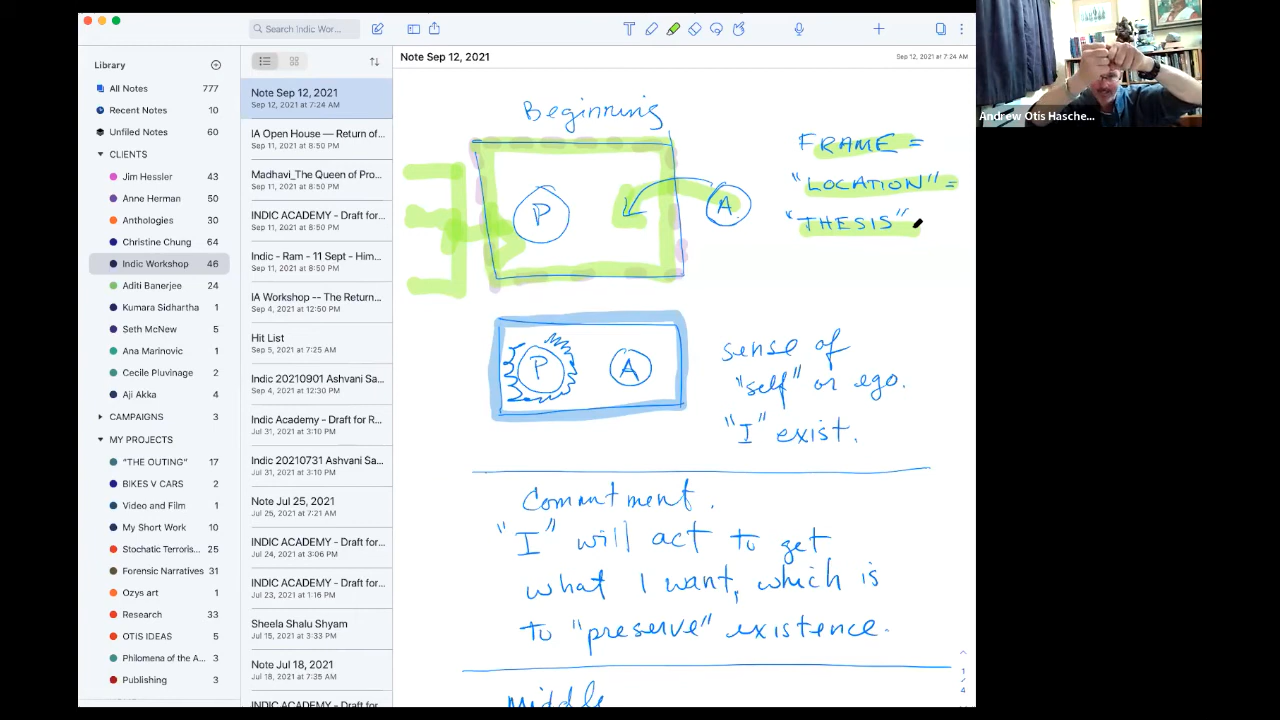 Search Indic Wor...
Library
All Notes 777
Recent Notes 10
Unfiled Notes 60
CLIENTS
Jim Hessler 43
Anne Herman 50
Anthologies 20
Christine Chung 64
Indic Workshop 46
Aditi Banerjee 24
Kumara Sidhartha 1
Seth McNew 5
Ana Marinovic 1
Cecile Pluvinage 2
Aji Akka 4
CAMPAIGNS 3
MY PROJECTS
"THE OUTING" 17
BIKES V CARS 2
Video and Film 1
My Short Work 10
Stochatic Terroris... 25
Forensic Narratives 31
Ozys art 1
Research 33
OTIS IDEAS 5
Philomena of the A... 3
Publishing 3
Note Sep 12, 2021
Sep 12, 2021 at 7:24 AM
IA Open House — Return of...
Sep 11, 2021 at 8:50 PM
Madhavi_The Queen of Pro...
Sep 11, 2021 at 8:50 PM
INDIC ACADEMY - Draft for...
Sep 11, 2021 at 8:50 PM
Indic - Ram - 11 Sept - Him...
Sep 11, 2021 at 8:50 PM
IA Workshop -- The Return...
Sep 4, 2021 at 12:50 PM
Hit List
Sep 5, 2021 at 7:25 AM
Indic 20210901 Ashvani Sa...
Sep 4, 2021 at 12:30 PM
Indic Academy - Draft for R...
Jul 31, 2021 at 3:10 PM
Indic 20210731 Ashvani Sa...
Jul 31, 2021 at 3:10 PM
Note Jul 25, 2021
Jul 25, 2021 at 7:21 AM
INDIC ACADEMY - Draft for...
Jul 24, 2021 at 3:06 PM
INDIC ACADEMY - Draft for...
Jul 23, 2021 at 1:16 PM
Sheela Shalu Shyam
Jul 15, 2021 at 3:33 PM
Note Jul 18, 2021
Jul 18, 2021 at 7:35 AM
INDIC ACADEMY - Draft for...
Note Sep 12, 2021
Sep 12, 2021 at 7:24 AM
Beginning
P
A
FRAME =
"LOCATION" =
"THESIS"
P
A
sense of
"self" or ego.
"I" exist.
Commntment.
"I" will act to get
what I want, which is
to "preserve" existence.
middle
1
/
4
Andrew Otis Hasche...